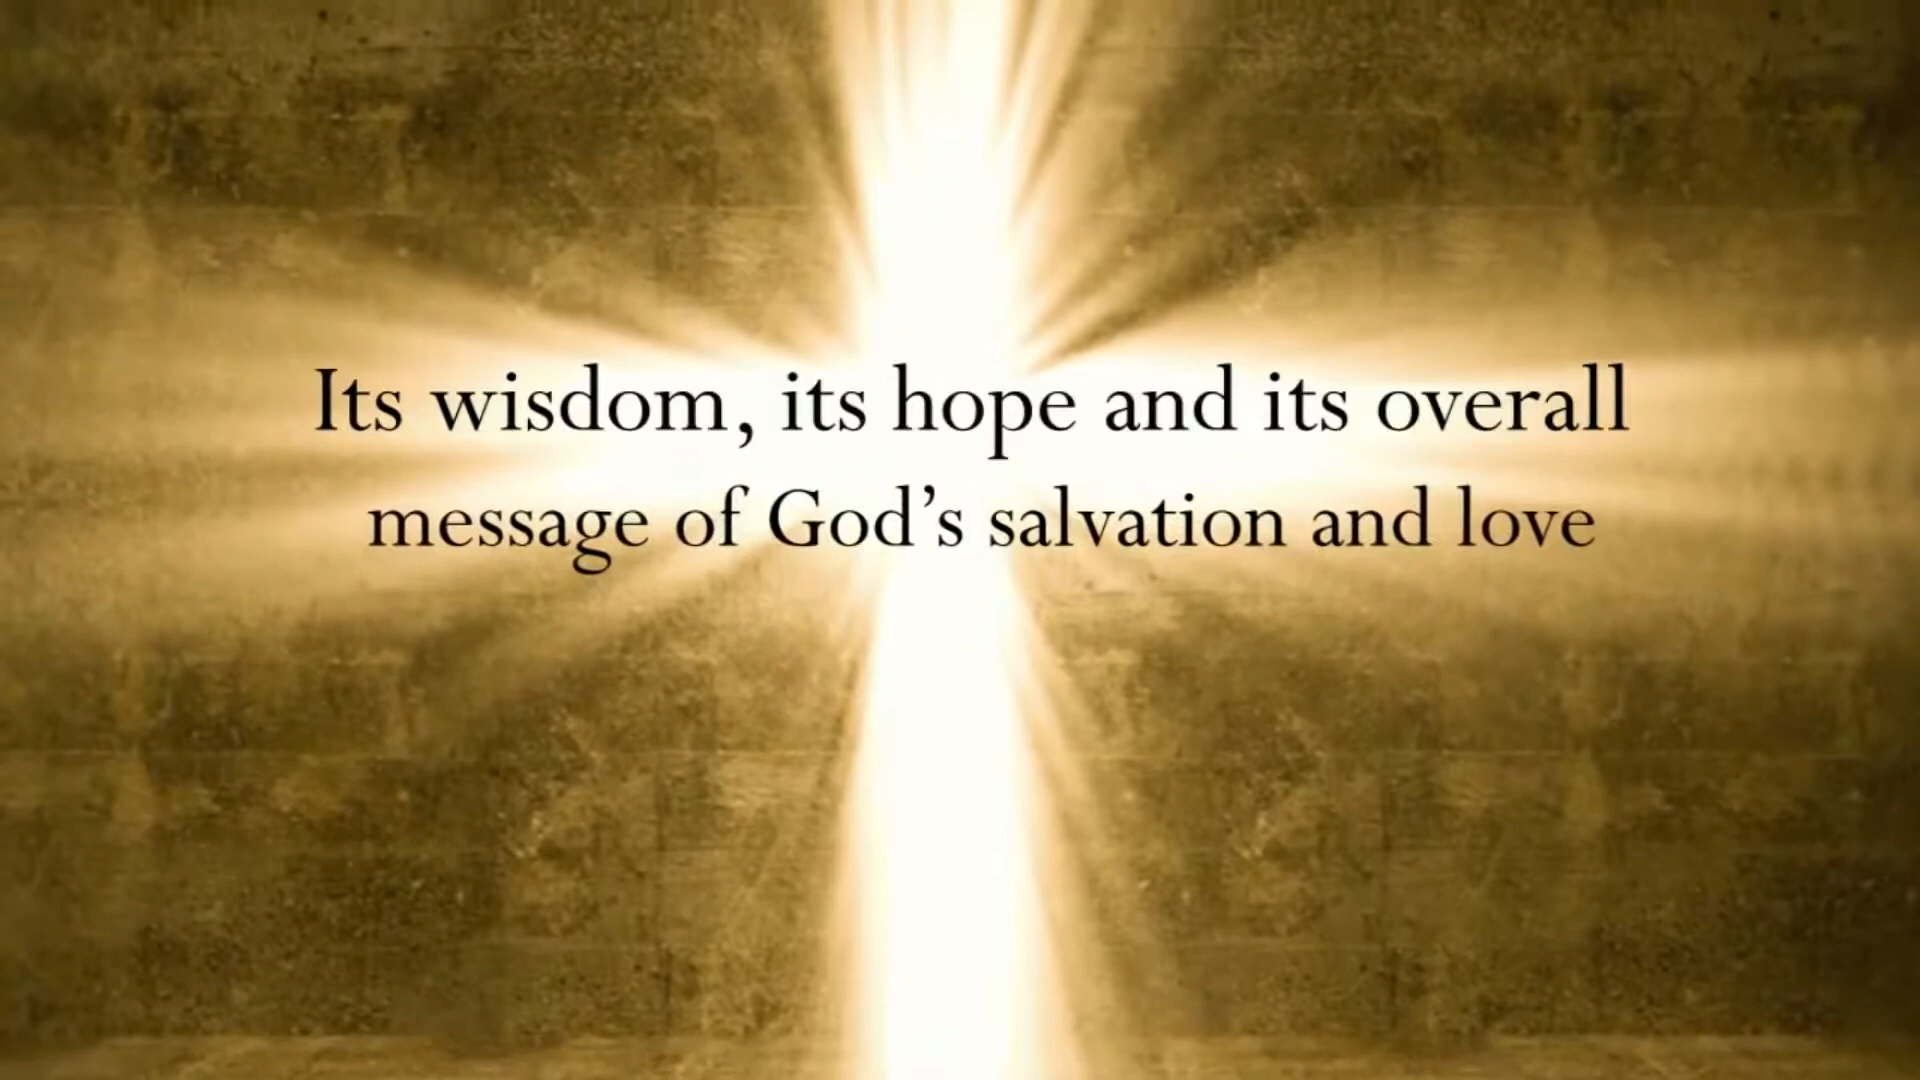 Its wisdom, its hope and its overall
message of God’s salvation and love